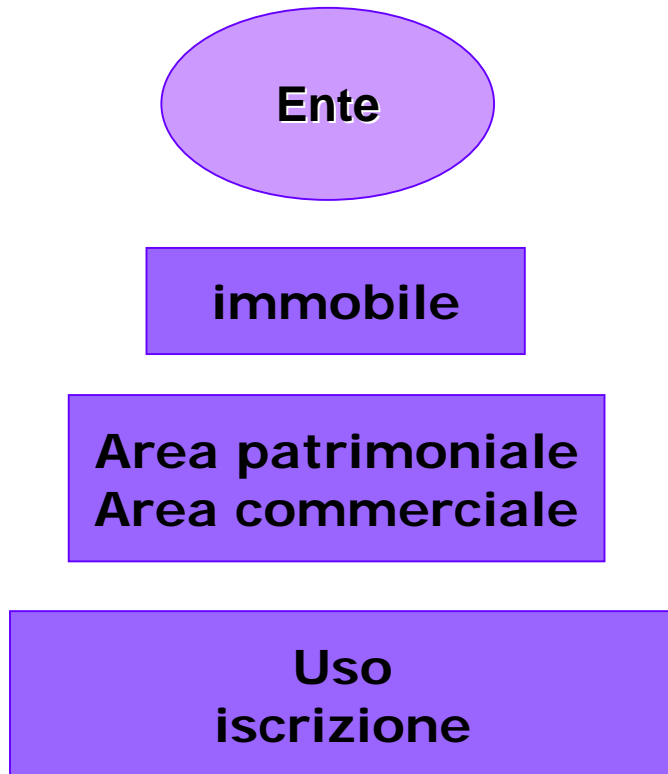 Ente
immobile
Area patrimoniale
Area commerciale
Uso
iscrizione